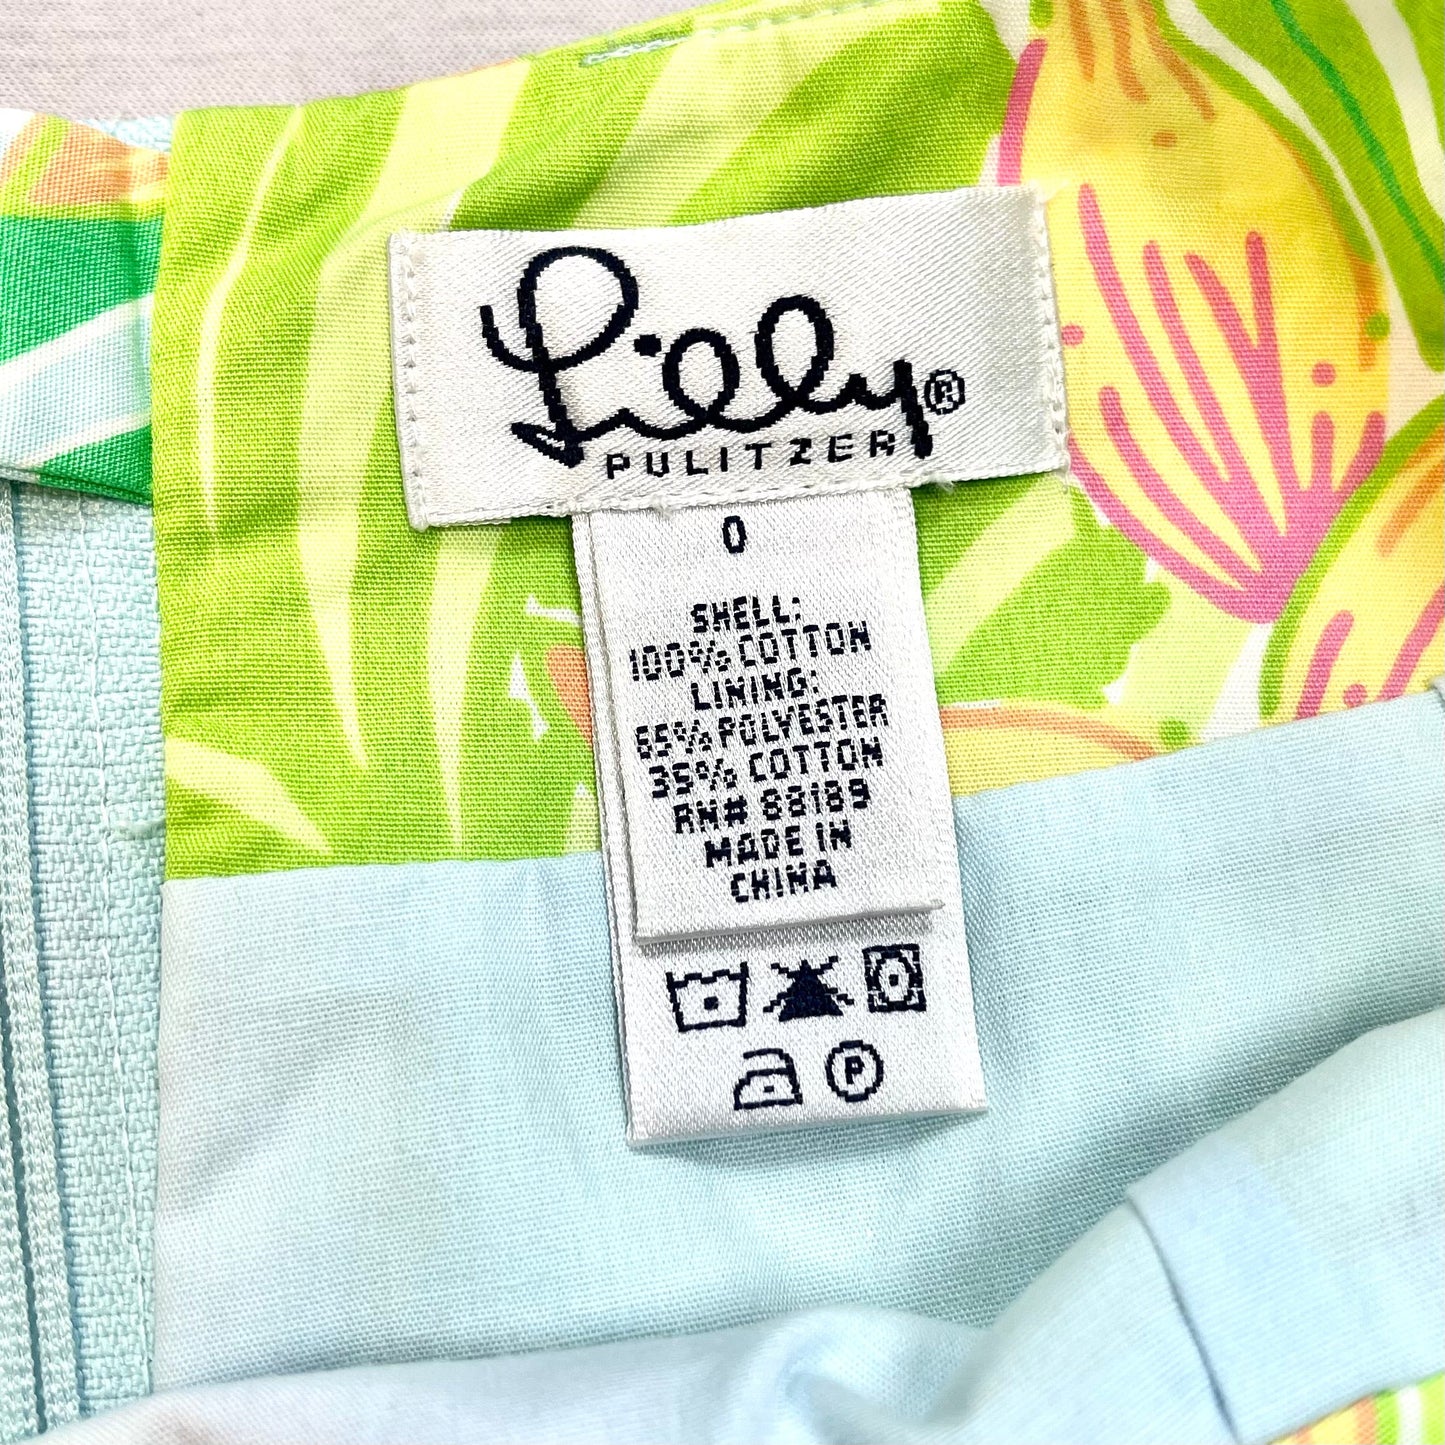 Lilly®
PULITZER
0
SHELL:
100% COTTON
LINING:
65% POLYESTER
35% COTTON
RN# 88189
MADE IN
CHINA
P